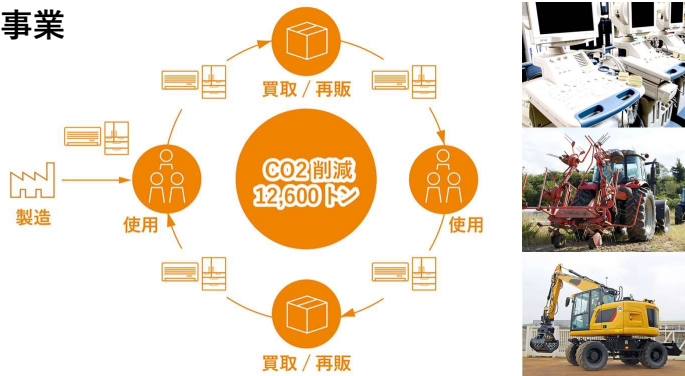 事業
買取 / 再販
CO2 削減
12,600 トン
製造
使用
使用
買取 / 再販